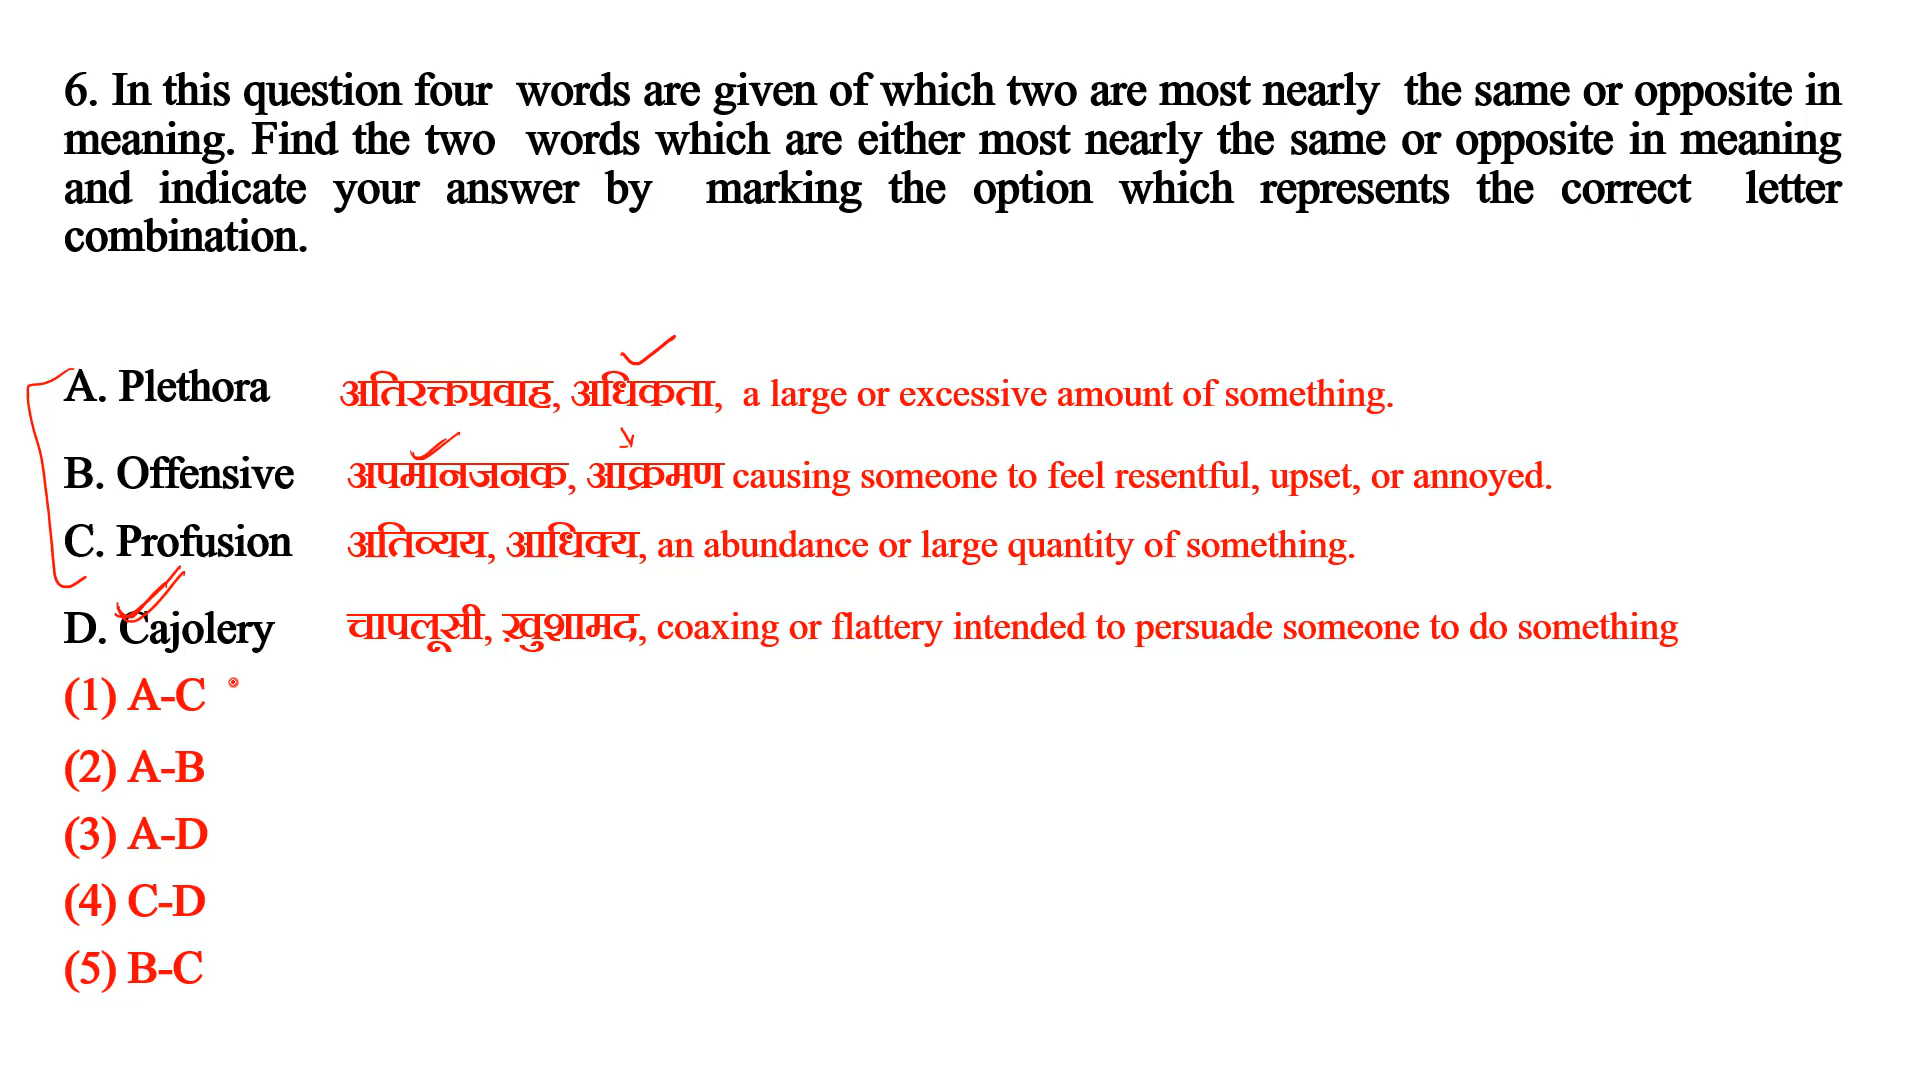 6. In this question four words are given of which two are most nearly the same or opposite in
meaning. Find the two words which are either most nearly the same or opposite in meaning
and indicate your answer by marking the option which represents the correct letter
combination.
A. Plethora अतिरक्तप्रवाह, अधिकता, a large or excessive amount of something.
B. Offensive अपमानजनक, आक्रमण causing someone to feel resentful, upset, or annoyed.
C. Profusion अतिव्यय, आधिक्य, an abundance or large quantity of something.
D. Cajolery चापलूसी, ख़ुशामद, coaxing or flattery intended to persuade someone to do something
(1) A-C
(2) A-B
(3) A-D
(4) C-D
(5) B-C